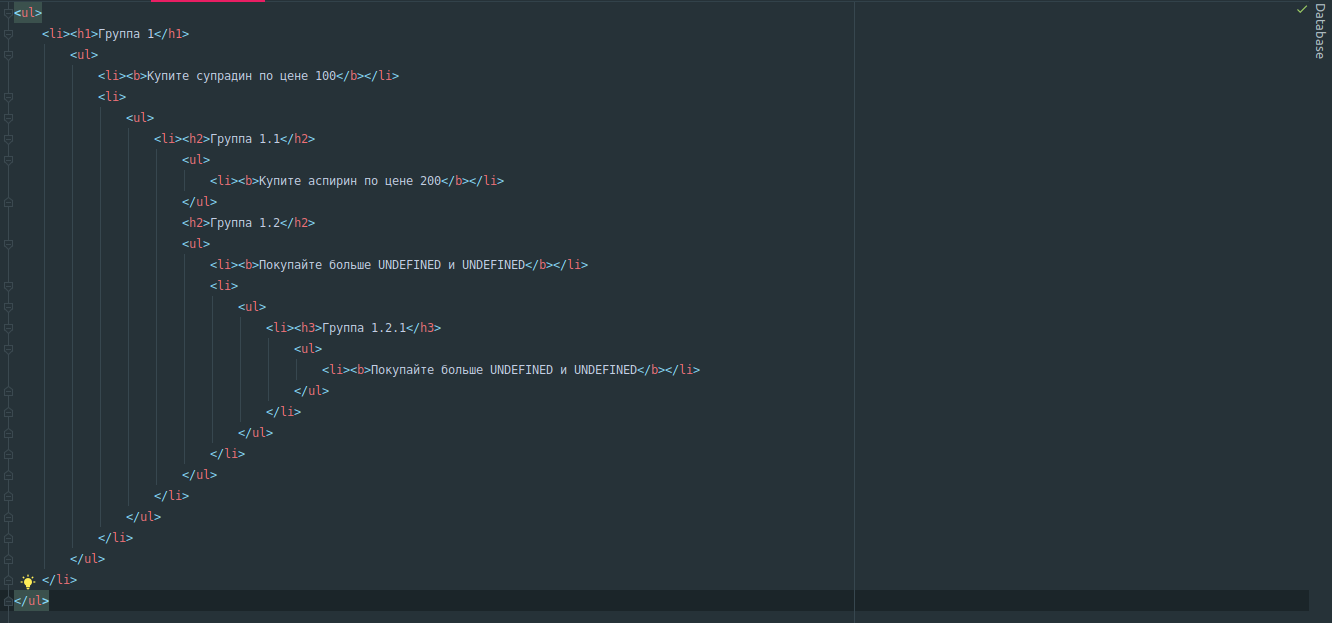 <ul>
<li><h1>Группа 1</h1>
<ul>
<li><b>Купите супрадин по цене 100</b></li>
<li>
<ul>
<li><h2>Группа 1.1</h2>
<ul>
<li><b>Купите аспирин по цене 200</b></li>
</ul>
<h2>Группа 1.2</h2>
<ul>
<li><b>Покупайте больше UNDEFINED и UNDEFINED</b></li>
<li>
<ul>
<li><h3>Группа 1.2.1</h3>
<ul>
<li><b>Покупайте больше UNDEFINED и UNDEFINED</b></li>
</ul>
</li>
</ul>
</li>
</ul>
</li>
</ul>
</li>
</ul>
</li>
</ul>
Database